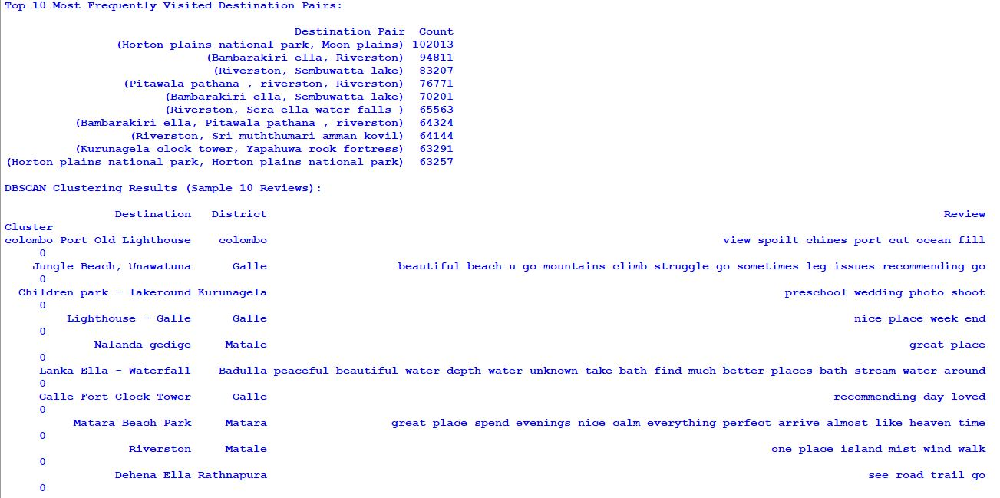 Top 10 Most Frequently Visited Destination Pairs:
Destination Pair  Count
(Horton plains national park, Moon plains) 102013
(Bambarakiri ella, Riverston)  94811
(Riverston, Sembuwatta lake)  83207
(Pitawala pathana , riverston, Riverston)  76771
(Bambarakiri ella, Sembuwatta lake)  70201
(Riverston, Sera ella water falls )  65563
(Bambarakiri ella, Pitawala pathana , riverston)  64324
(Riverston, Sri muththumari amman kovil)  64144
(Kurunagela clock tower, Yapahuwa rock fortress)  63291
(Horton plains national park, Horton plains national park)  63257
DBSCAN Clustering Results (Sample 10 Reviews):
Destination   District   Review
Cluster
colombo Port Old Lighthouse    colombo   view spoilt chines port cut ocean fill
0
Jungle Beach, Unawatuna      Galle   beautiful beach u go mountains climb struggle go sometimes leg issues recommending go
0
Children park - lakeround Kurunagela   preschool wedding photo shoot
0
Lighthouse - Galle      Galle   nice place week end
0
Nalanda gedige     Matale   great place
0
Lanka Ella - Waterfall    Badulla peaceful beautiful water depth water unknown take bath find much better places bath stream water around
0
Galle Fort Clock Tower      Galle   recommending day loved
0
Matara Beach Park     Matara   great place spend evenings nice calm everything perfect arrive almost like heaven time
0
Riverston     Matale   one place island mist wind walk
0
Dehena Ella Rathnapura   see road trail go
0